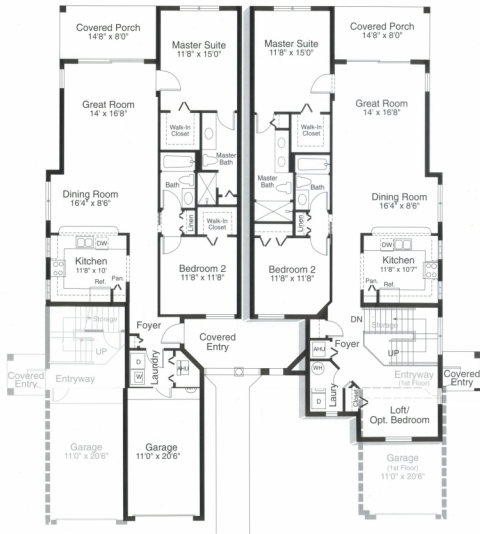 Covered Porch
14'8" x 8'0"
Master Suite
11'8" x 15'0"
Great Room
14' x 16'8"
Walk-In
Closet
Master
Bath
Bath
Linen
Walk-In
Closet
Dining Room
16'4" x 8'6"
DW
Kitchen
11'8" x 10'
Ref.
Pan.
Bedroom 2
11'8" x 11'8"
Storage
UP
Foyer
Covered
Entry
Covered
Entry
Entryway
D
W
Laundry
AHU
Garage
11'0" x 20'6"
Garage
11'0" x 20'6"
Master Suite
11'8" x 15'0"
Covered Porch
14'8" x 8'0"
Great Room
14' x 16'8"
Walk-In
Closet
Master
Bath
Bath
Linen
Dining Room
16'4" x 8'6"
DW
Kitchen
11'8" x 10'7"
Pan.
Ref.
Bedroom 2
11'8" x 11'8"
DN
Storage
UP
Foyer
AHU
WH
D
Laury
Entryway
(1st Floor)
Covered
Entry
Loft/
Opt. Bedroom
Garage
(1st Floor)
11'0" x 20'6"